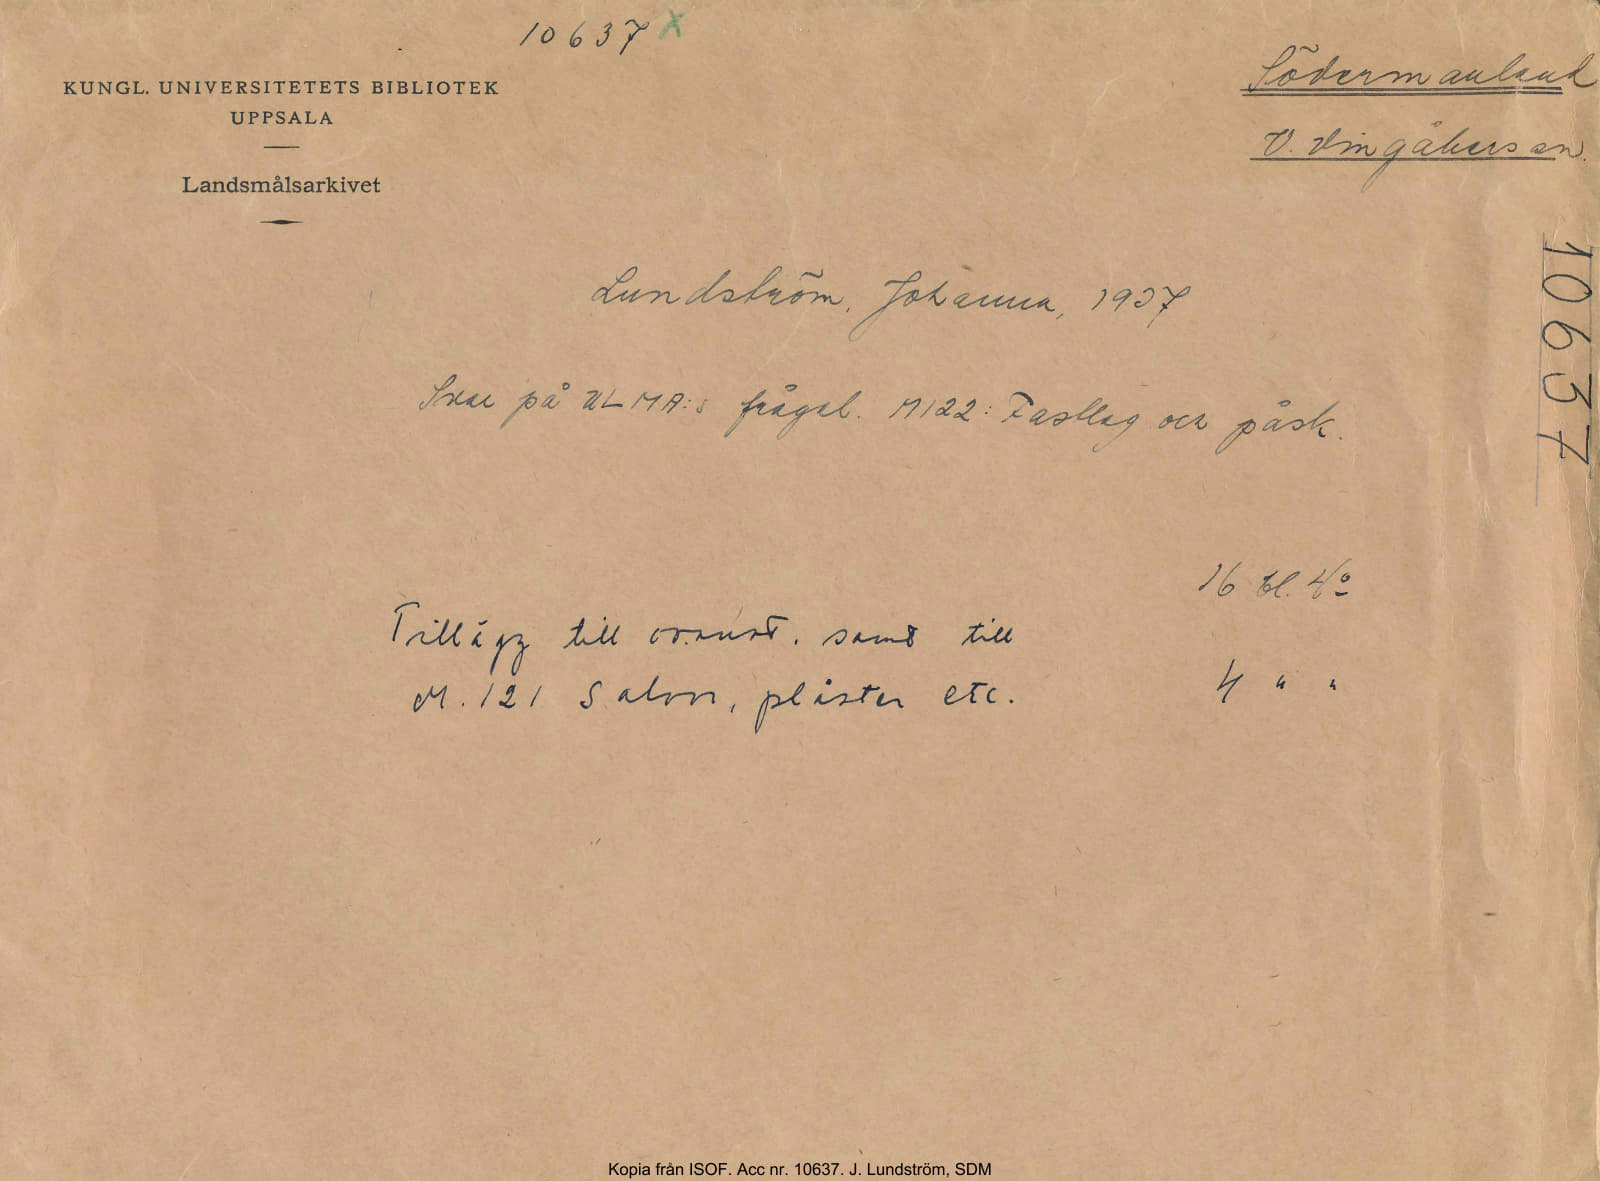 10637 x
KUNGL. UNIVERSITETETS BIBLIOTEK
UPPSALA
Landsmålsarkivet
Södermanland
V. Vingåkers sn.
10637
Lundström, Johanna, 1937
Svar på ULMA:s frågel. M122: Fastlag och påsk.
16 bl. 4o
Tillägg till ovanst. samt till
M. 121 Salvor, plåster etc.
4 " "
Kopia från ISOF. Acc nr. 10637. J. Lundström, SDM